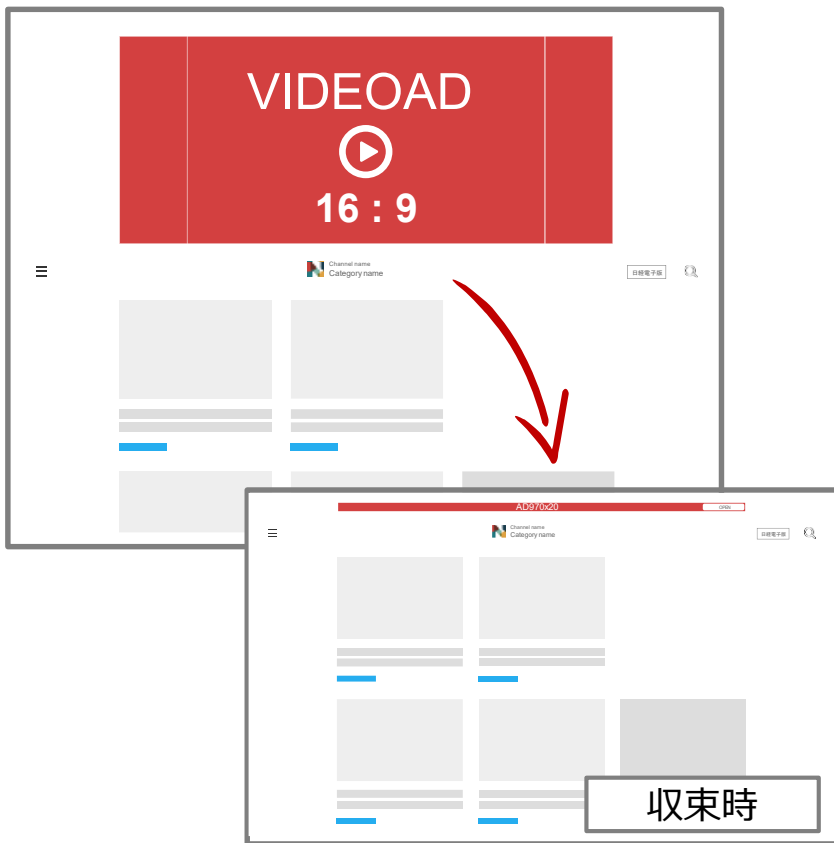 VIDEOAD
16 : 9
Channel name
Category name
日経電子版
AD970x20
OPEN
Channel name
Category name
日経電子版
収束時